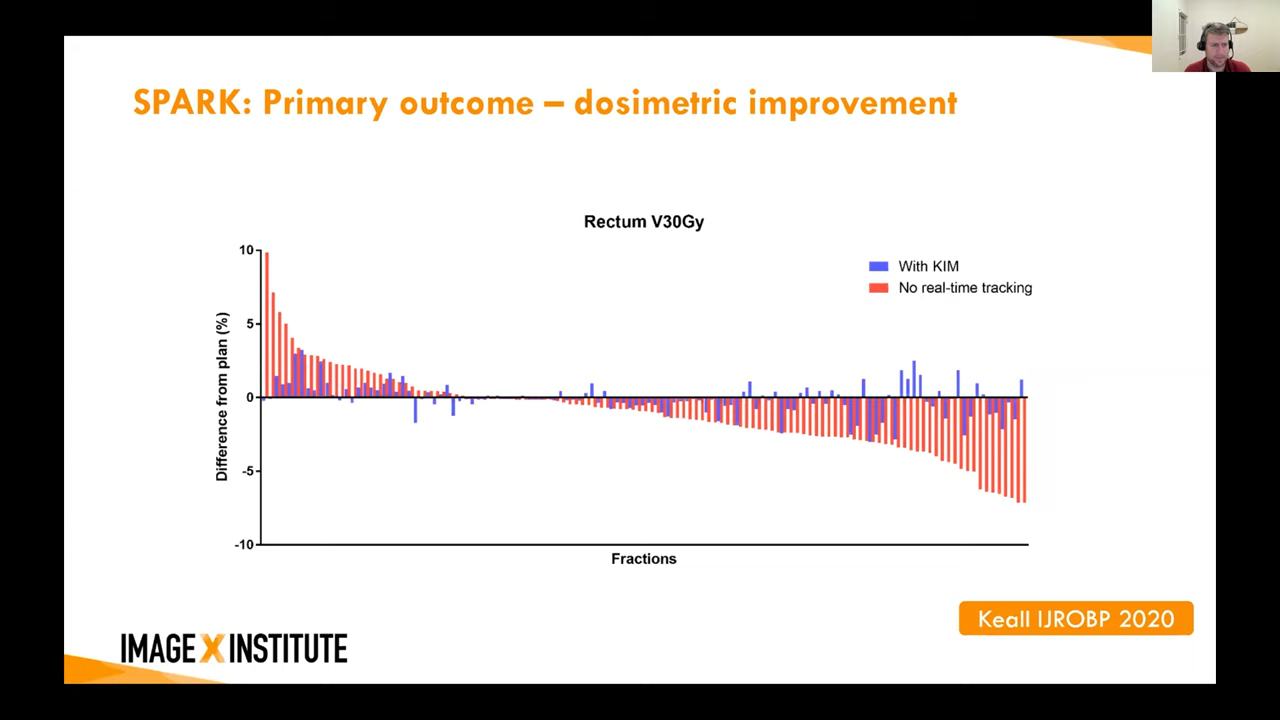 SPARK: Primary outcome – dosimetric improvement
Rectum V30Gy
With KIM
No real-time tracking
Difference from plan (%)
10
5
0
-5
-10
Fractions
Keall IJROBP 2020
IMAGE X INSTITUTE